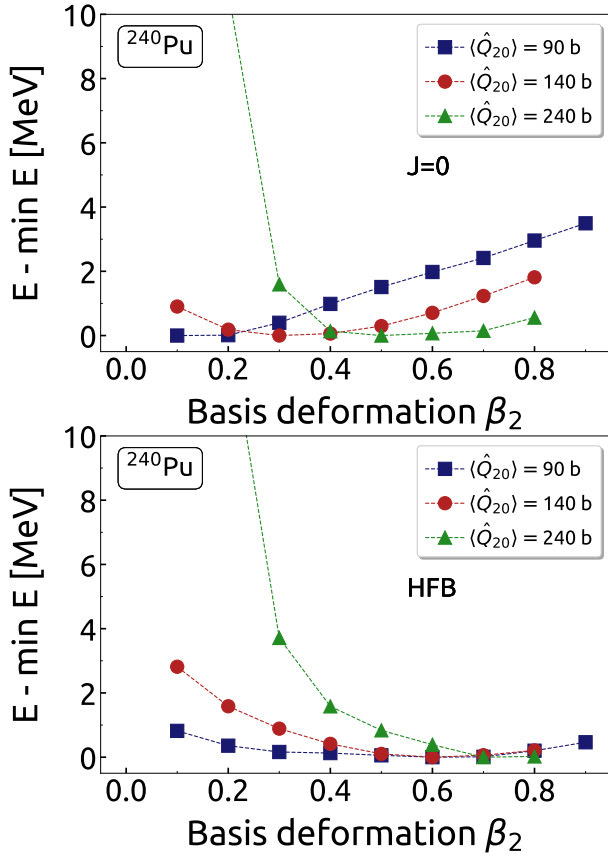 10
8
6
4
2
0
E - min E [MeV]
²⁴⁰Pu
⟨Q̂₂₀⟩ = 90 b
⟨Q̂₂₀⟩ = 140 b
⟨Q̂₂₀⟩ = 240 b
J=0
0.0 0.2 0.4 0.6 0.8
Basis deformation β₂
10
8
6
4
2
0
E - min E [MeV]
²⁴⁰Pu
⟨Q̂₂₀⟩ = 90 b
⟨Q̂₂₀⟩ = 140 b
⟨Q̂₂₀⟩ = 240 b
HFB
0.0 0.2 0.4 0.6 0.8
Basis deformation β₂